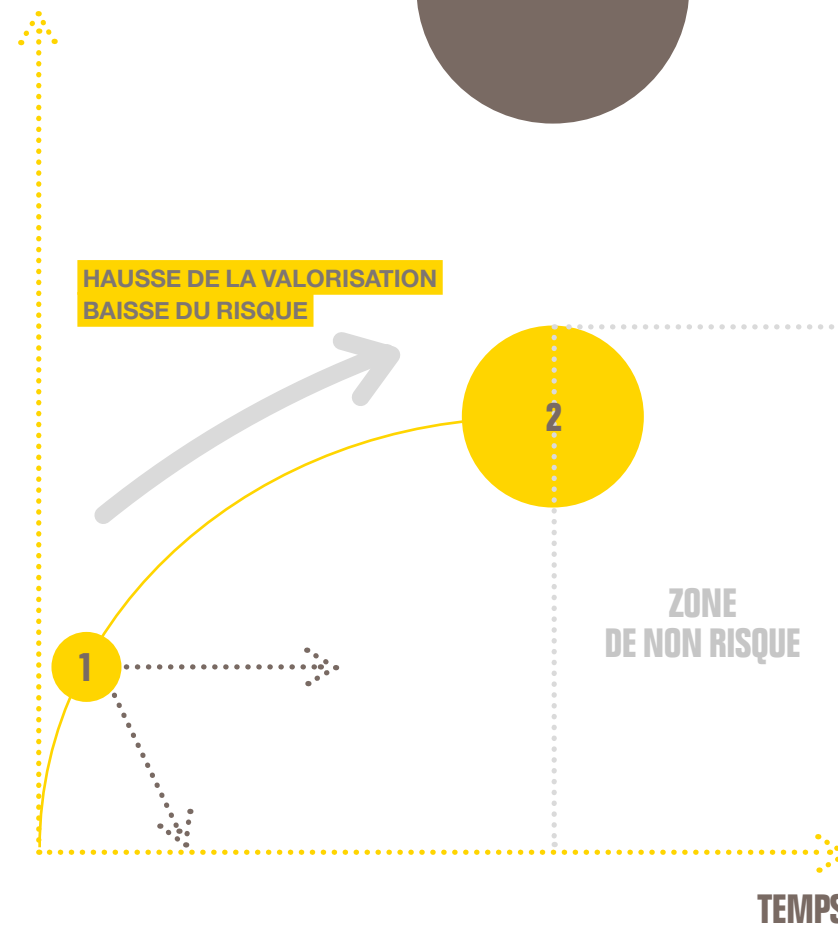 HAUSSE DE LA VALORISATION
BAISSE DU RISQUE
2
ZONE
DE NON RISQUE
1
TEMPS